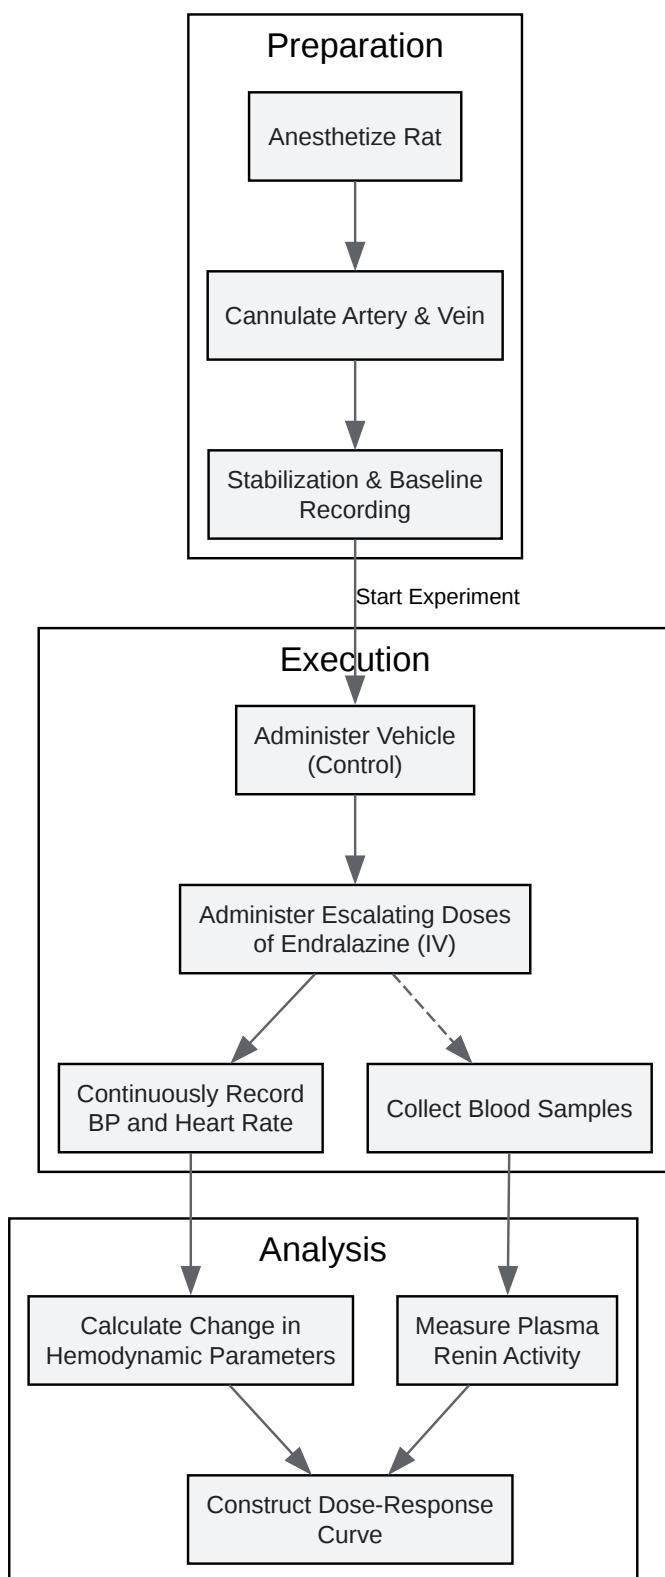 Preparation
Anesthetize Rat
Cannulate Artery & Vein
Stabilization & Baseline
Recording
Start Experiment
Execution
Administer Vehicle
(Control)
Administer Escalating Doses
of Endralazine (IV)
Continuously Record
BP and Heart Rate
Collect Blood Samples
Analysis
Calculate Change in
Hemodynamic Parameters
Measure Plasma
Renin Activity
Construct Dose-Response
Curve